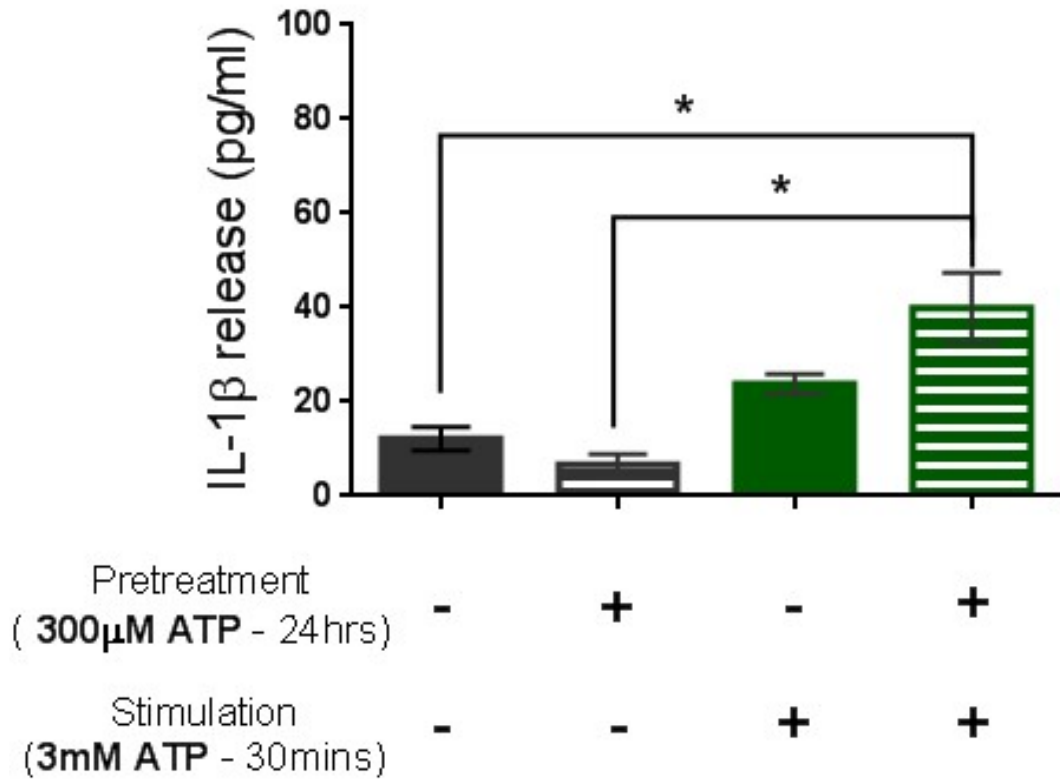 IL-1β release (pg/ml)
100
80
60
40
20
0
*
*
Pretreatment
( 300µM ATP - 24hrs)
- + - +
Stimulation
(3mM ATP - 30mins)
- - + +